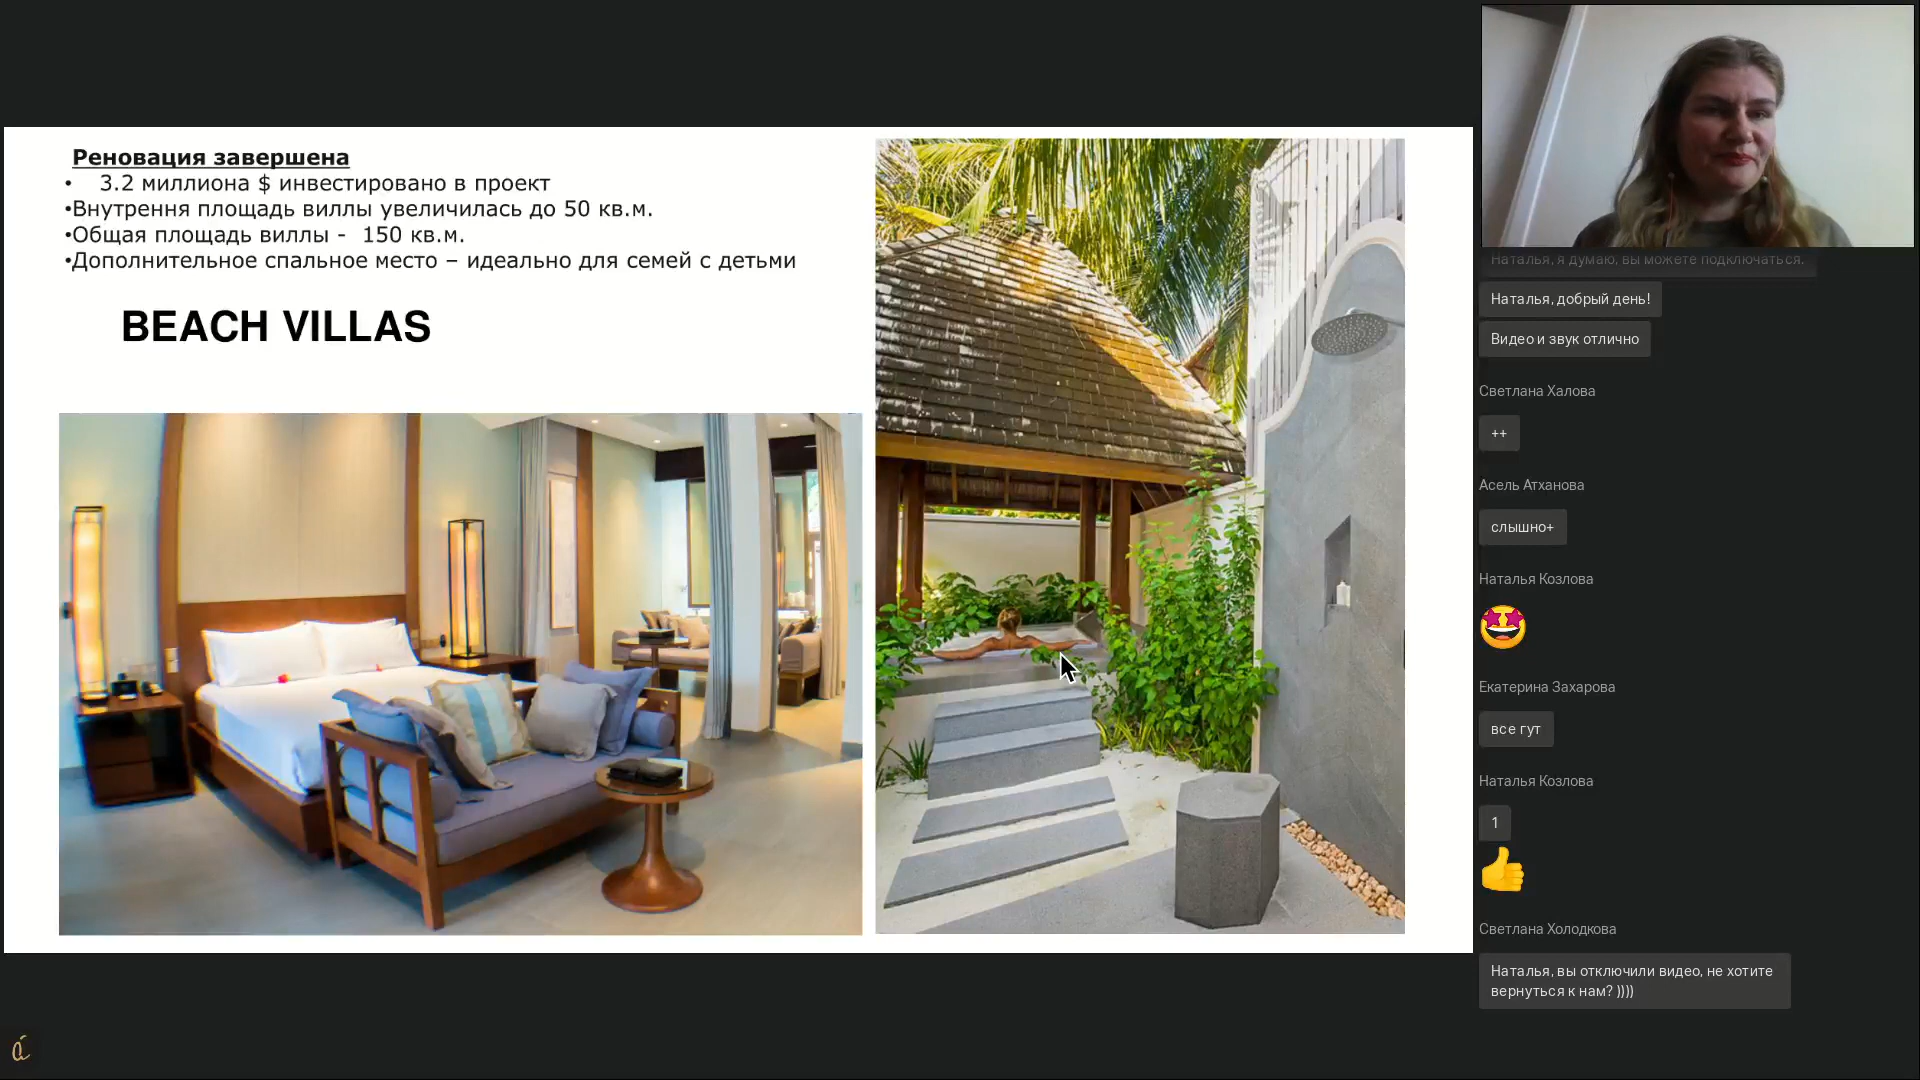 Реновация завершена
• 3.2 миллиона $ инвестировано в проект
•Внутрення площадь виллы увеличилась до 50 кв.м.
•Общая площадь виллы - 150 кв.м.
•Дополнительное спальное место – идеально для семей с детьми
BEACH VILLAS
Наталья, я думаю, вы можете подключаться.
Наталья, добрый день!
Видео и звук отлично
Светлана Халова
++
Асель Атханова
слышно+
Наталья Козлова
Екатерина Захарова
все гут
Наталья Козлова
1
Светлана Холодкова
Наталья, вы отключили видео, не хотите
вернуться к нам? ))))
á